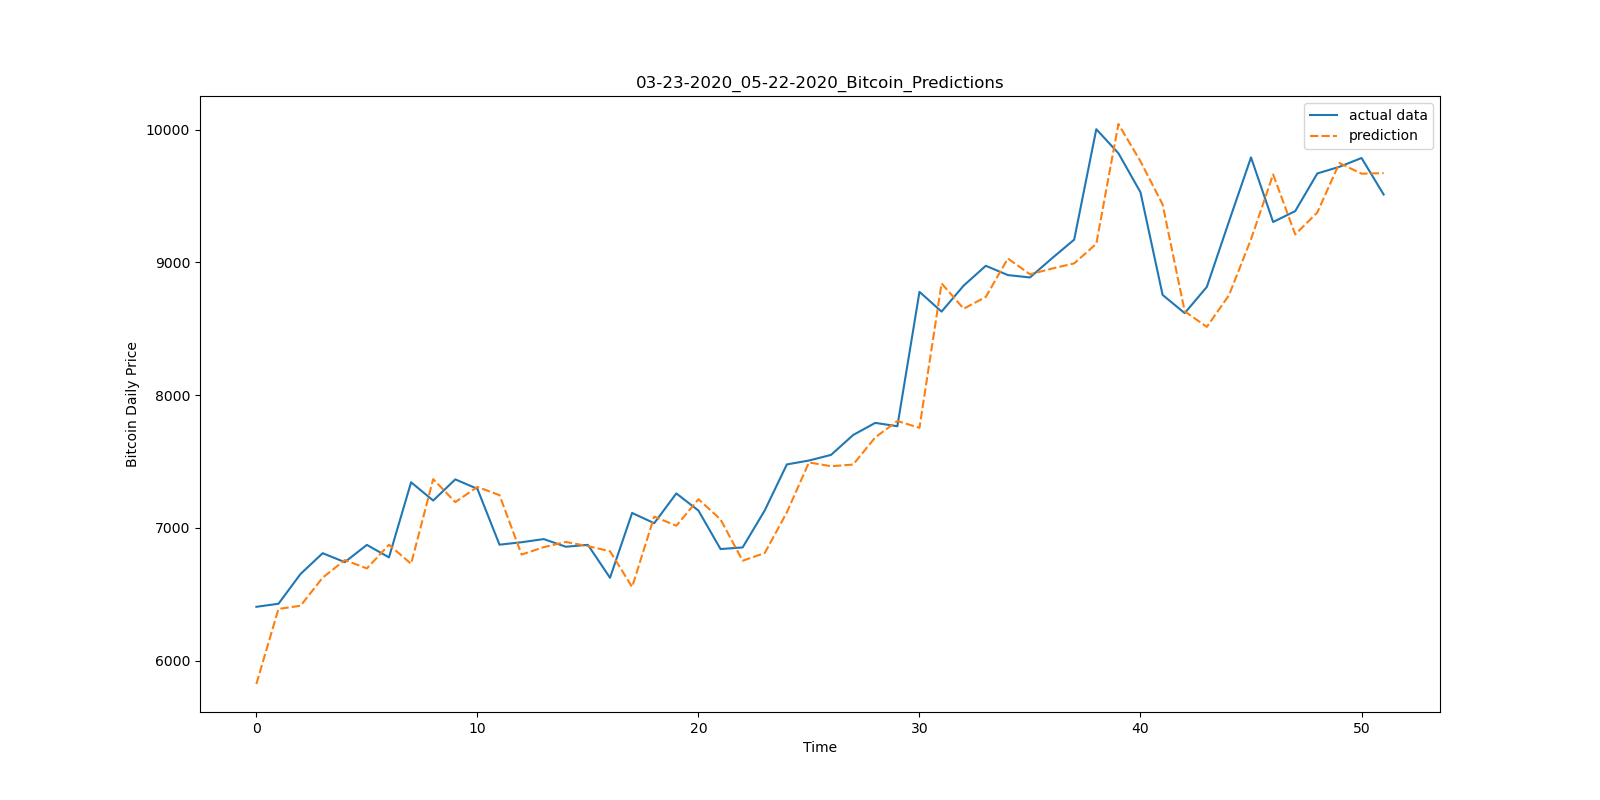 03-23-2020_05-22-2020_Bitcoin_Predictions
actual data
prediction
Bitcoin Daily Price
10000
9000
8000
7000
6000
0 10 20 30 40 50
Time